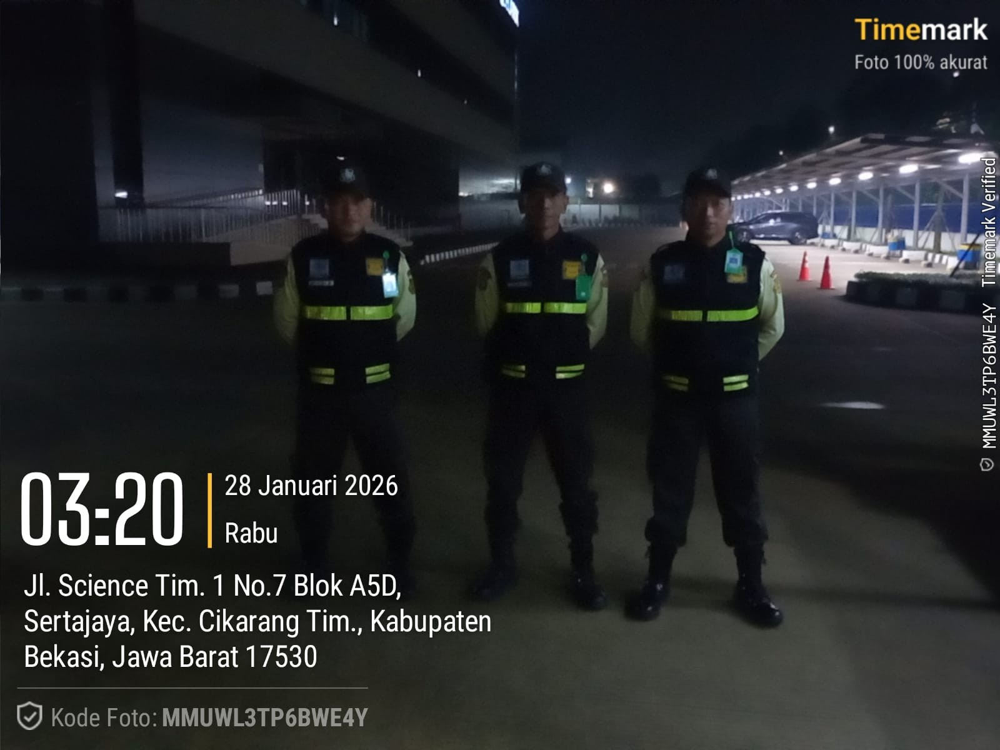 Timemark
Foto 100% akurat
MMUWL3TP6BWE4Y Timemark Verified
03:20
28 Januari 2026
Rabu
Jl. Science Tim. 1 No.7 Blok A5D,
Sertajaya, Kec. Cikarang Tim., Kabupaten
Bekasi, Jawa Barat 17530
Kode Foto: MMUWL3TP6BWE4Y